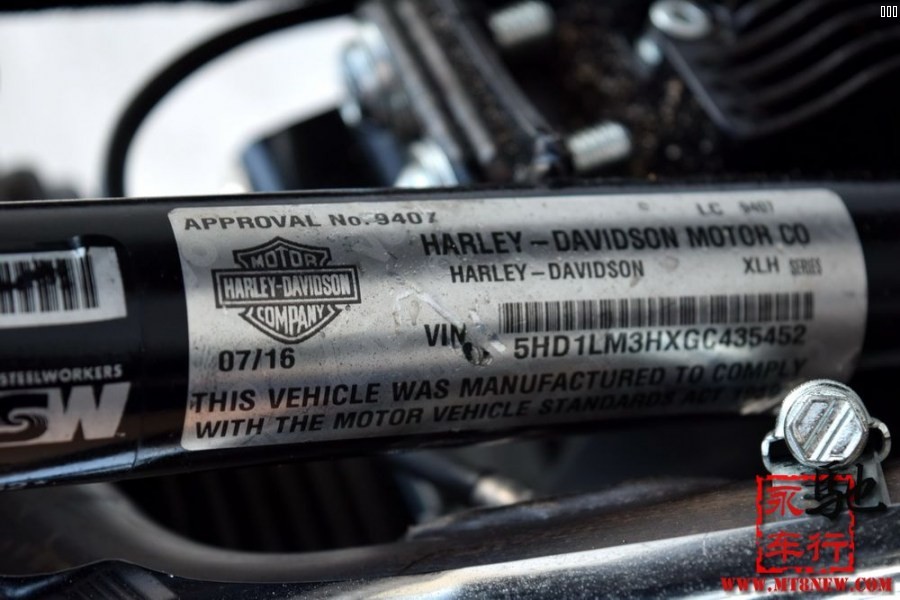 APPROVAL No. 9407
LC 9407
HARLEY-DAVIDSON MOTOR CO
HARLEY-DAVIDSON XLH SERIES
MOTOR
HARLEY-DAVIDSON
COMPANY
VIN 5HD1LM3HXGC435452
07/16
THIS VEHICLE WAS MANUFACTURED TO COMPLY
WITH THE MOTOR VEHICLE STANDARDS ACT
STEELWORKERS
SW
永驰
车行
WWW.MT8NEW.COM